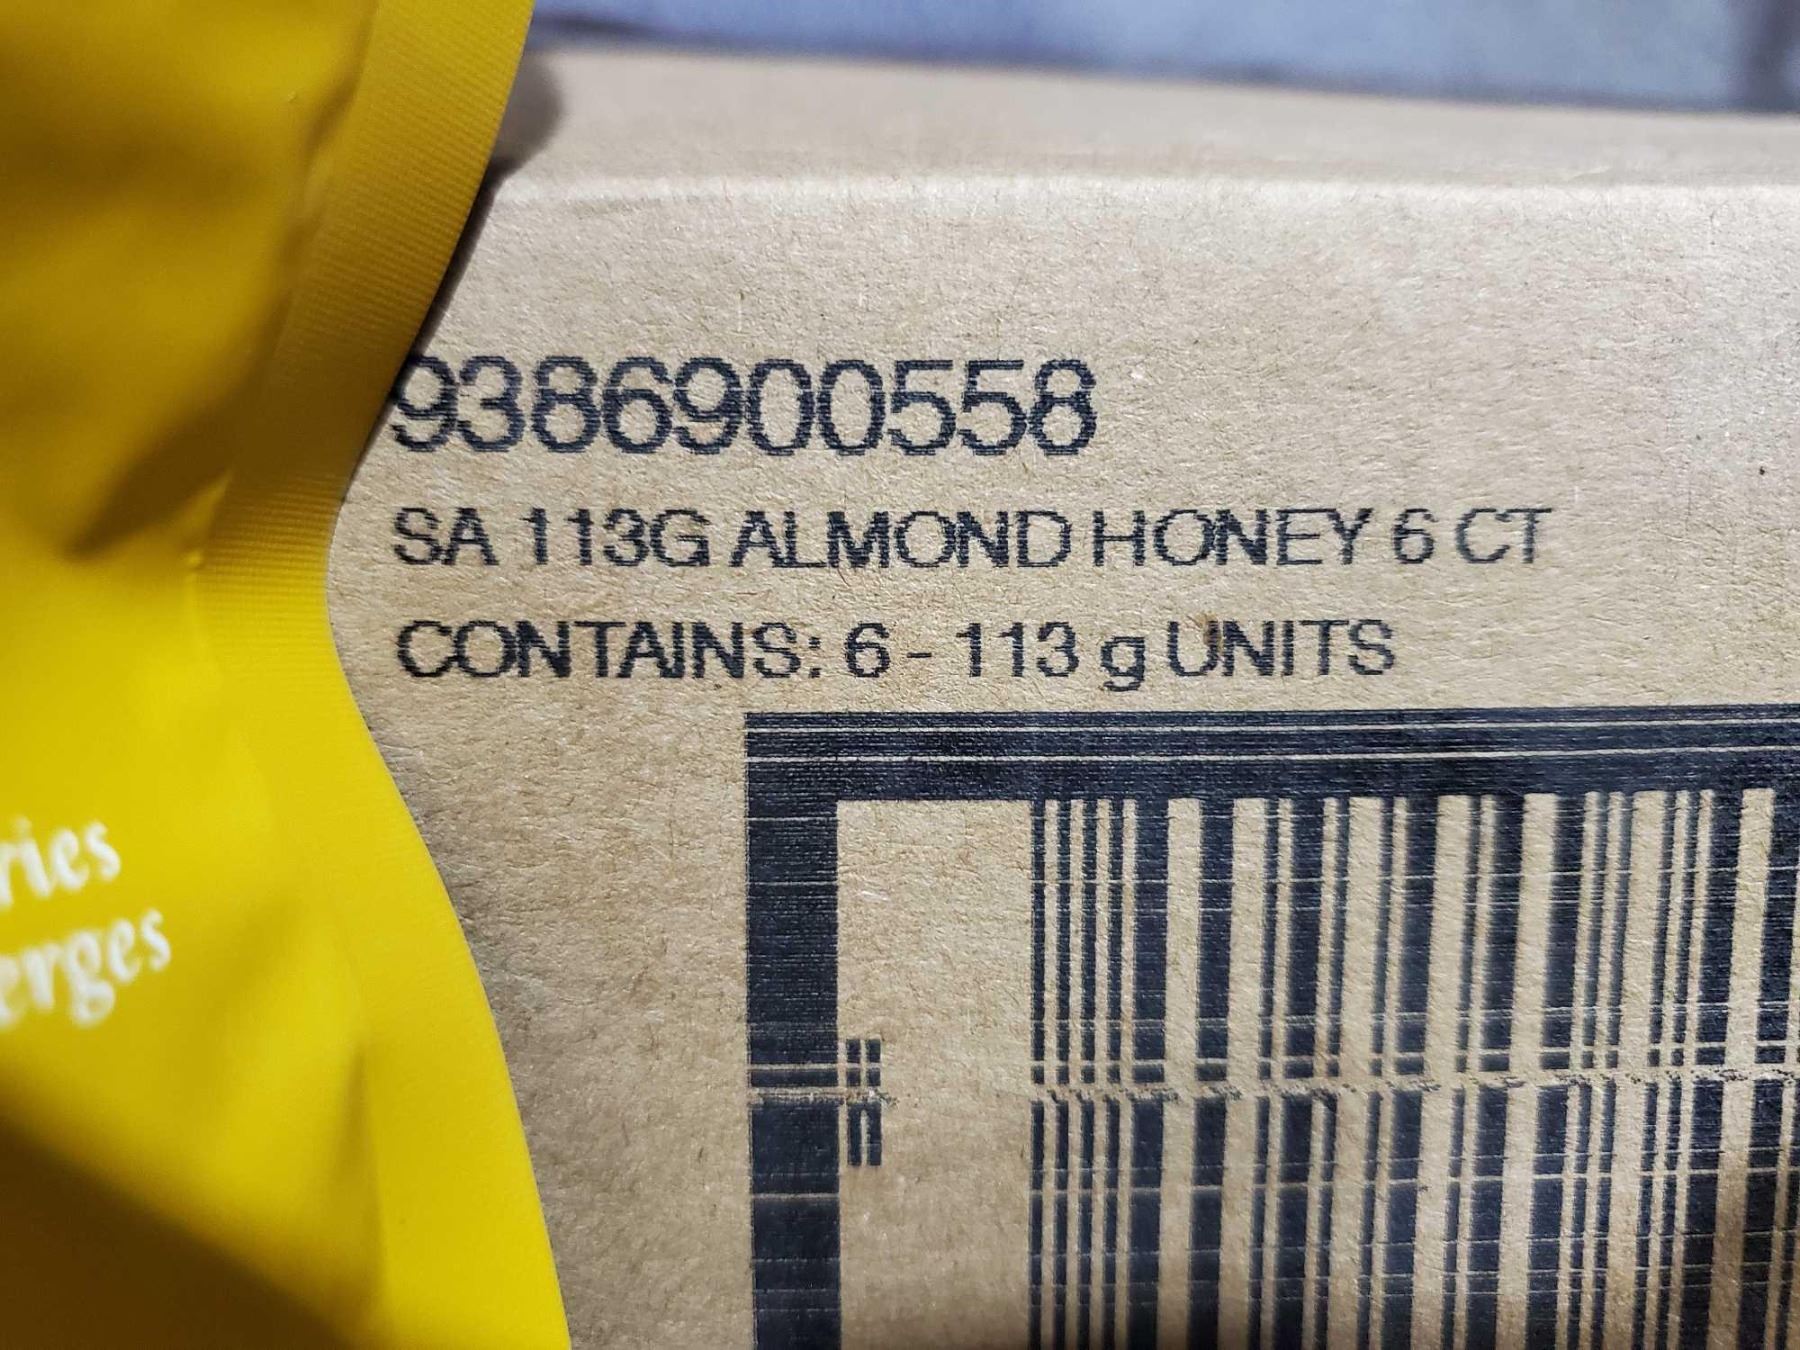 9386900558
SA 113G ALMOND HONEY 6 CT
CONTAINS: 6 - 113 g UNITS
ries
erges